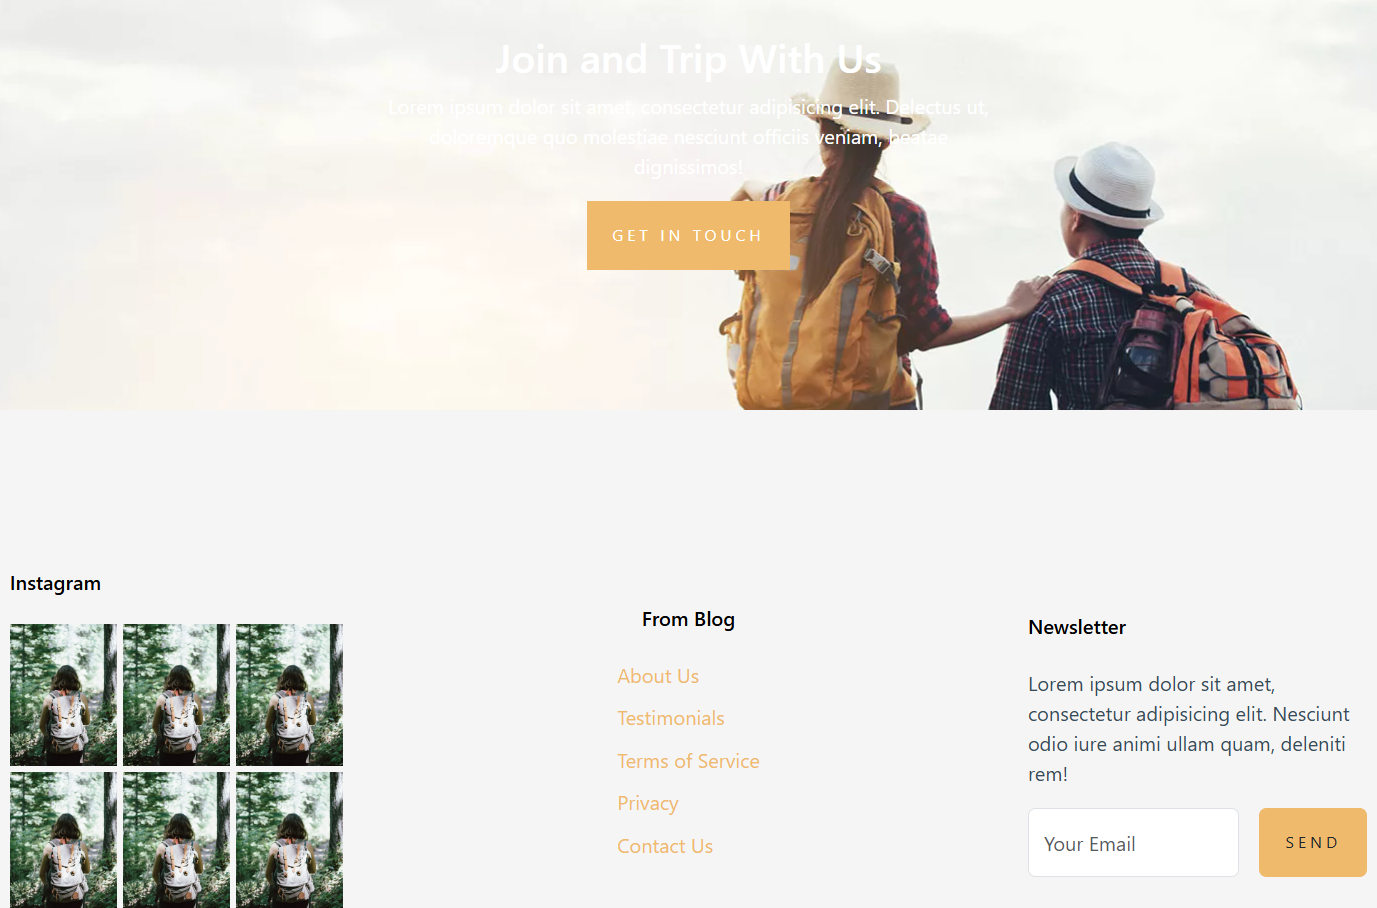 Join and Trip With Us
Lorem ipsum dolor sit amet, consectetur adipisicing elit. Delectus ut,
doloremque quo molestiae nesciunt officiis veniam, beatae
dignissimos!
GET IN TOUCH
Instagram
From Blog
About Us
Testimonials
Terms of Service
Privacy
Contact Us
Newsletter
Lorem ipsum dolor sit amet,
consectetur adipisicing elit. Nesciunt
odio iure animi ullam quam, deleniti
rem!
Your Email
SEND